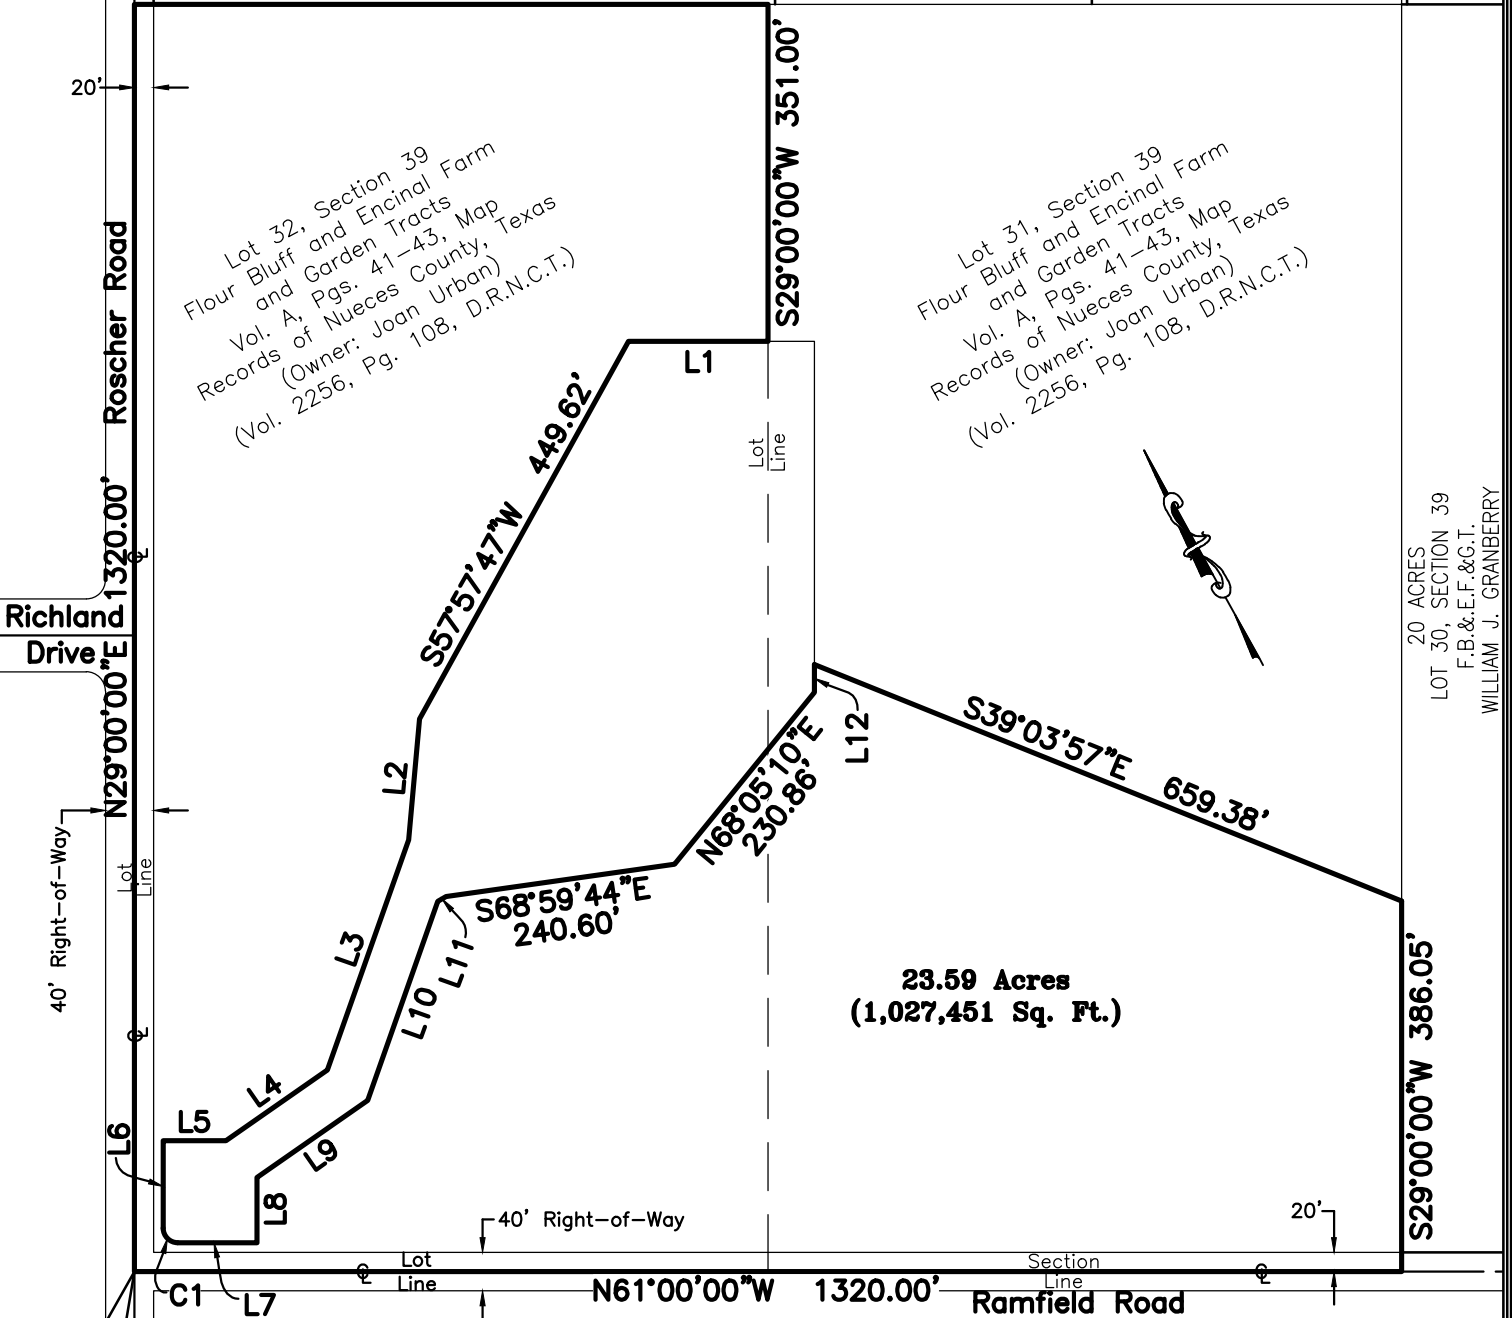 20'
S29°00'00"W 351.00'
Lot 32, Section 39
Flour Bluff and Encinal Farm
and Garden Tracts
Vol. A, Pgs. 41-43, Map
Records of Nueces County, Texas
(Owner: Joan Urban)
(Vol. 2256, Pg. 108, D.R.N.C.T.)
Lot 31, Section 39
Flour Bluff and Encinal Farm
and Garden Tracts
Vol. A, Pgs. 41-43, Map
Records of Nueces County, Texas
(Owner: Joan Urban)
(Vol. 2256, Pg. 108, D.R.N.C.T.)
Roscher Road
N29°00'00"E 1320.00'
Richland
Drive
L1
S57°57'47"W 449.62'
Lot
Line
20 ACRES
LOT 30, SECTION 39
F.B.&.E.F.&G.T.
WILLIAM J. GRANBERRY
L12
S39°03'57"E 659.38'
N68°05'10"E
230.86'
L2
40' Right-of-Way
Lot
Line
L3
S68°59'44"E
240.60'
L11
L10
23.59 Acres
(1,027,451 Sq. Ft.)
S29°00'00"W 386.05'
L4
L5
L6
L9
L8
40' Right-of-Way
20'
Lot
Line
Section
Line
C1
L7
N61°00'00"W 1320.00'
Ramfield Road